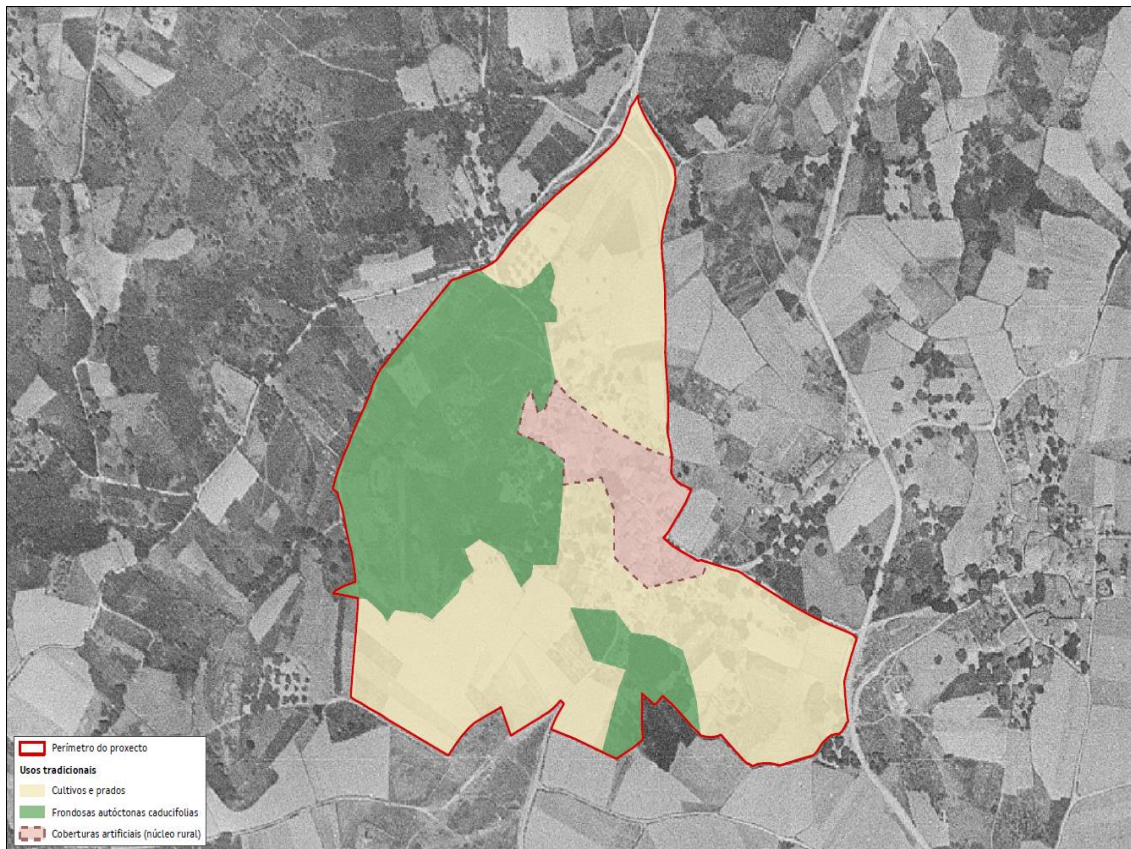 Perímetro do proxecto
Usos tradicionais
Cultivos e prados
Frondosas autóctonas caducifolias
Coberturas artificiais (núcleo rural)